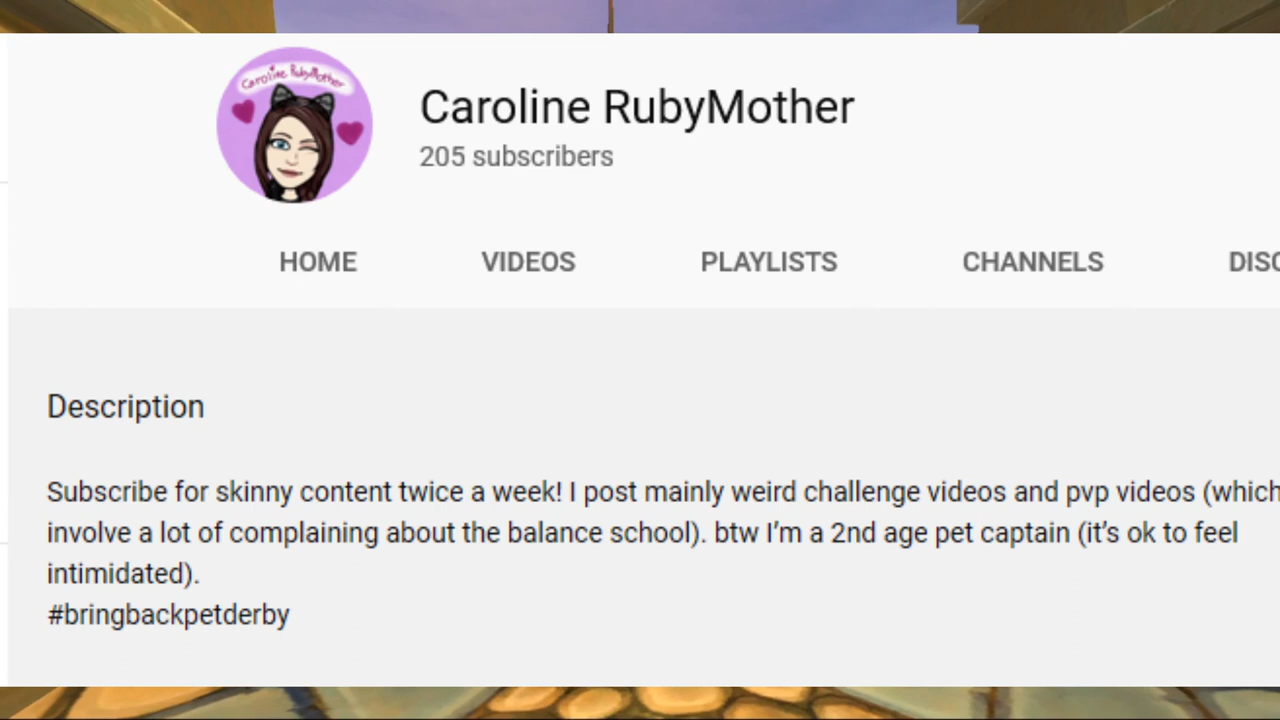 Caroline RubyMother
Caroline RubyMother
205 subscribers
HOME VIDEOS PLAYLISTS CHANNELS DISC
Description
Subscribe for skinny content twice a week! I post mainly weird challenge videos and pvp videos (which
involve a lot of complaining about the balance school). btw I’m a 2nd age pet captain (it’s ok to feel
intimidated).
#bringbackpetderby